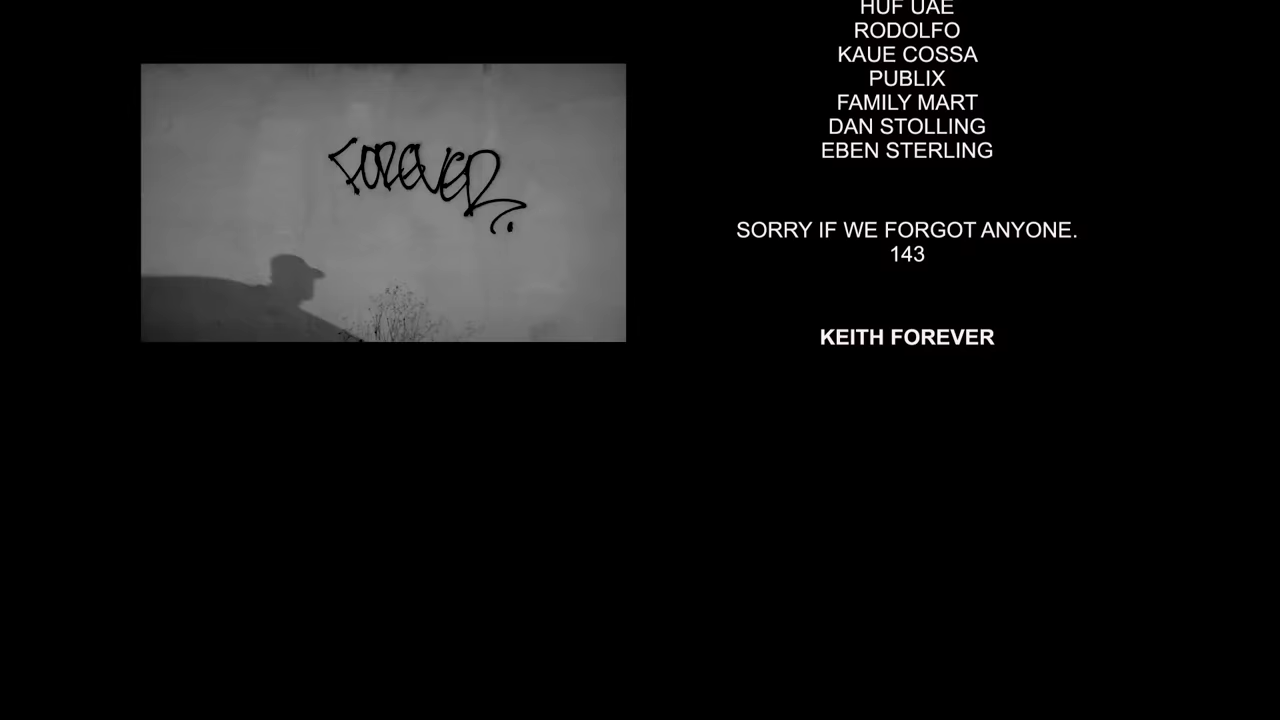 FOREVER
HUF UAE
RODOLFO
KAUE COSSA
PUBLIX
FAMILY MART
DAN STOLLING
EBEN STERLING
SORRY IF WE FORGOT ANYONE.
143
KEITH FOREVER